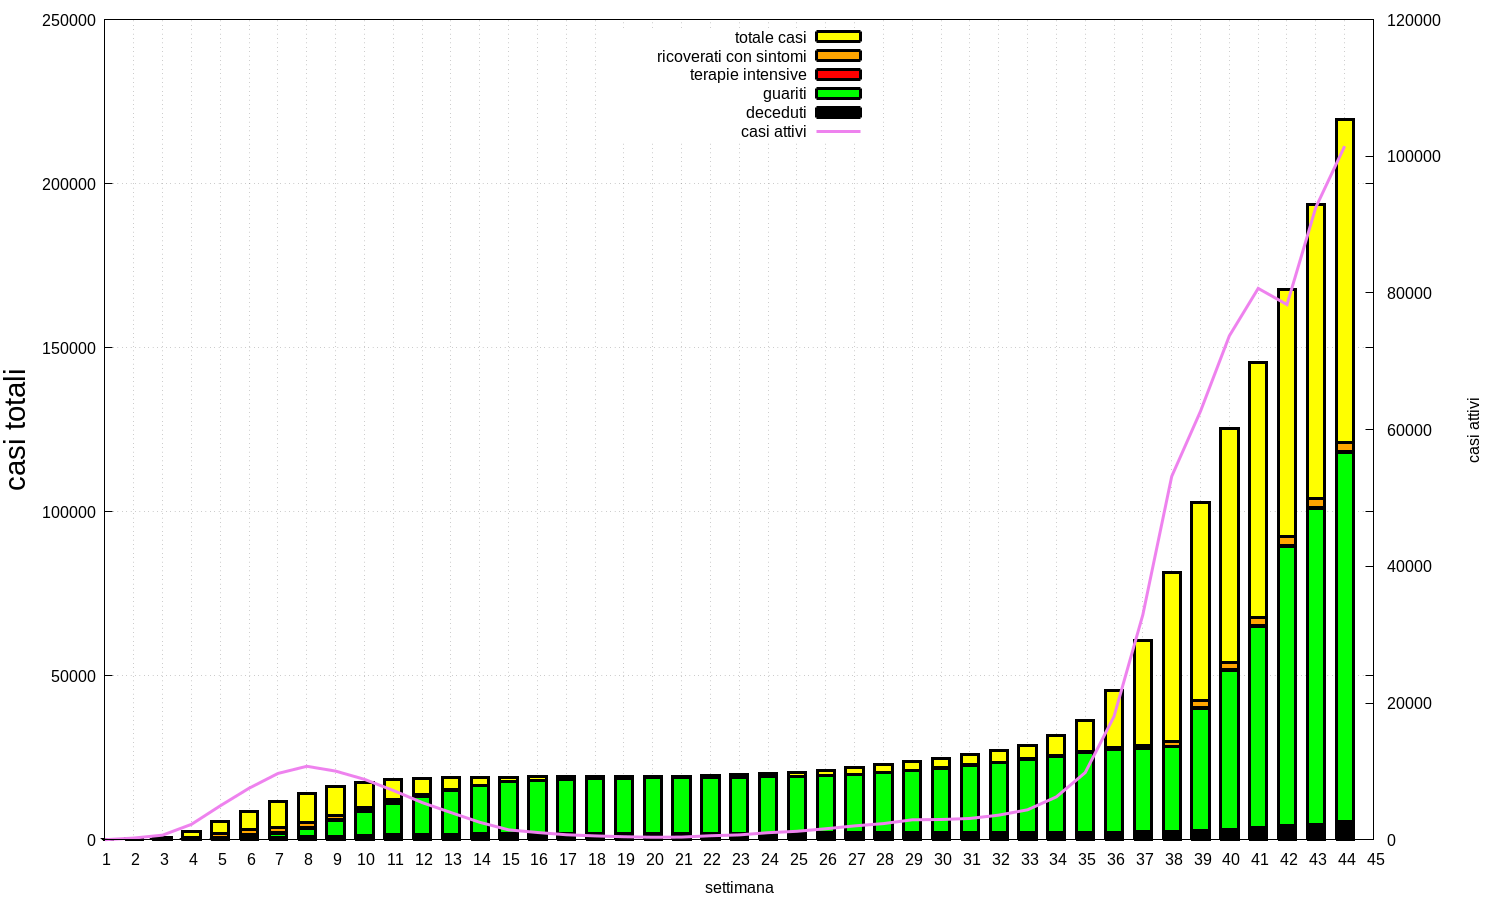 totale casi
ricoverati con sintomi
terapie intensive
guariti
deceduti
casi attivi
250000
200000
150000
100000
50000
0
casi totali
120000
100000
80000
60000
40000
20000
0
casi attivi
1 2 3 4 5 6 7 8 9 10 11 12 13 14 15 16 17 18 19 20 21 22 23 24 25 26 27 28 29 30 31 32 33 34 35 36 37 38 39 40 41 42 43 44 45
settimana